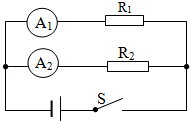 A₁ R₁
A₂ R₂
S